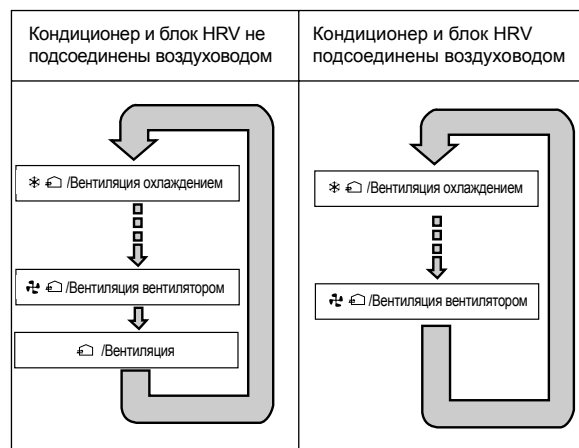 Кондиционер и блок HRV не
подсоединены воздуховодом
Кондиционер и блок HRV
подсоединены воздуховодом
/Вентиляция охлаждением
/Вентиляция вентилятором
/Вентиляция
/Вентиляция охлаждением
/Вентиляция вентилятором